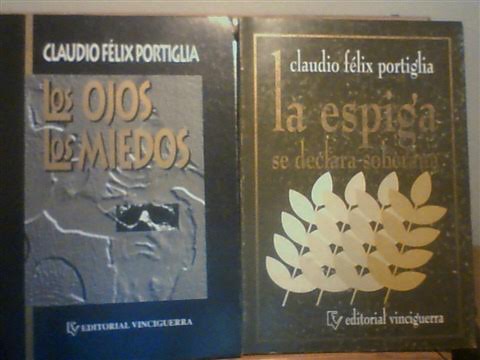 CLAUDIO FÉLIX PORTIGLIA
LOS OJOS
LOS MIEDOS
EDITORIAL VINCIGUERRA
claudio félix portiglia
la espiga
se declara soberana
editorial vinciguerra